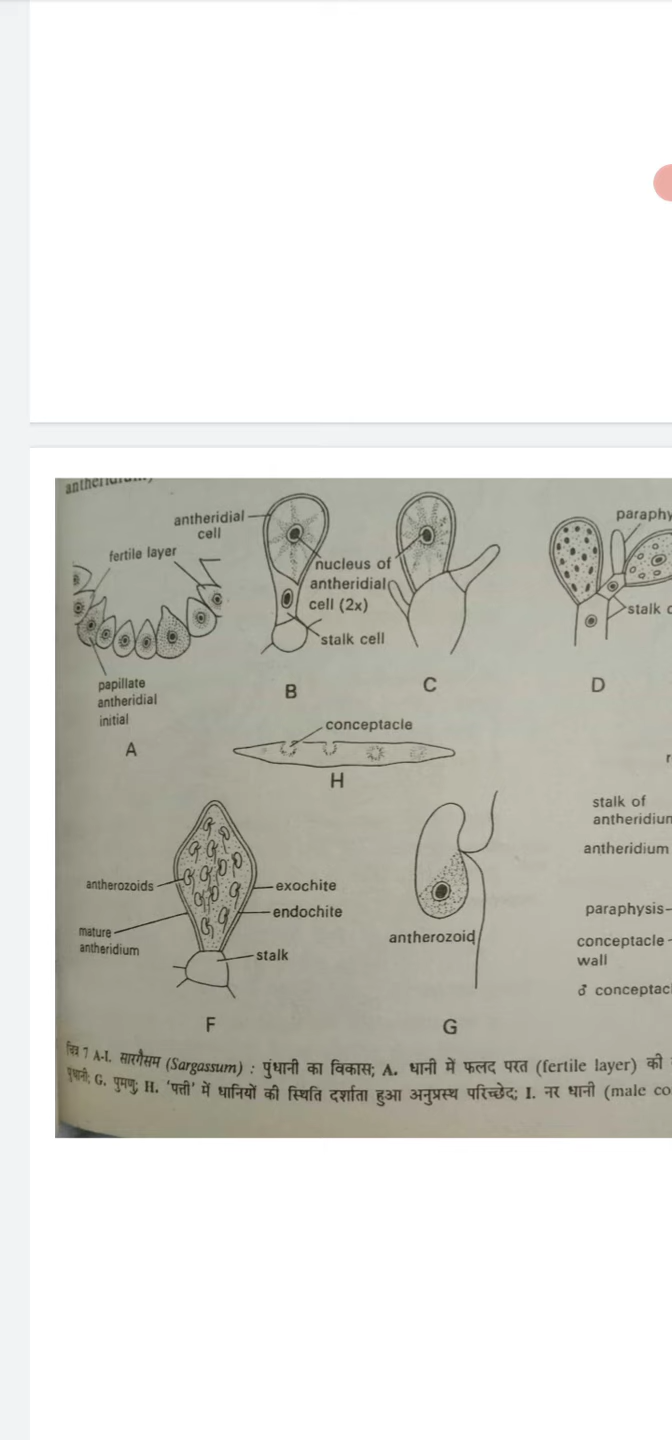 antheridial
cell
fertile layer
nucleus of
antheridial
cell (2x)
stalk cell
papillate
antheridial
initial
A
B
C
paraphy
stalk c
D
conceptacle
H
antherozoids
mature
antheridium
exochite
endochite
stalk
F
antherozoid
G
stalk of
antheridiun
antheridium
paraphysis
conceptacle
wall
♂ conceptac
चित्र 7 A-I. सारगैसम (Sargassum) : पुंधानी का विकास; A. धानी में फलद परत (fertile layer) की
पुंधानी; G. पुमणु; H. 'पत्ती' में धानियों की स्थिति दर्शाता हुआ अनुप्रस्थ परिच्छेद; I. नर धानी (male co